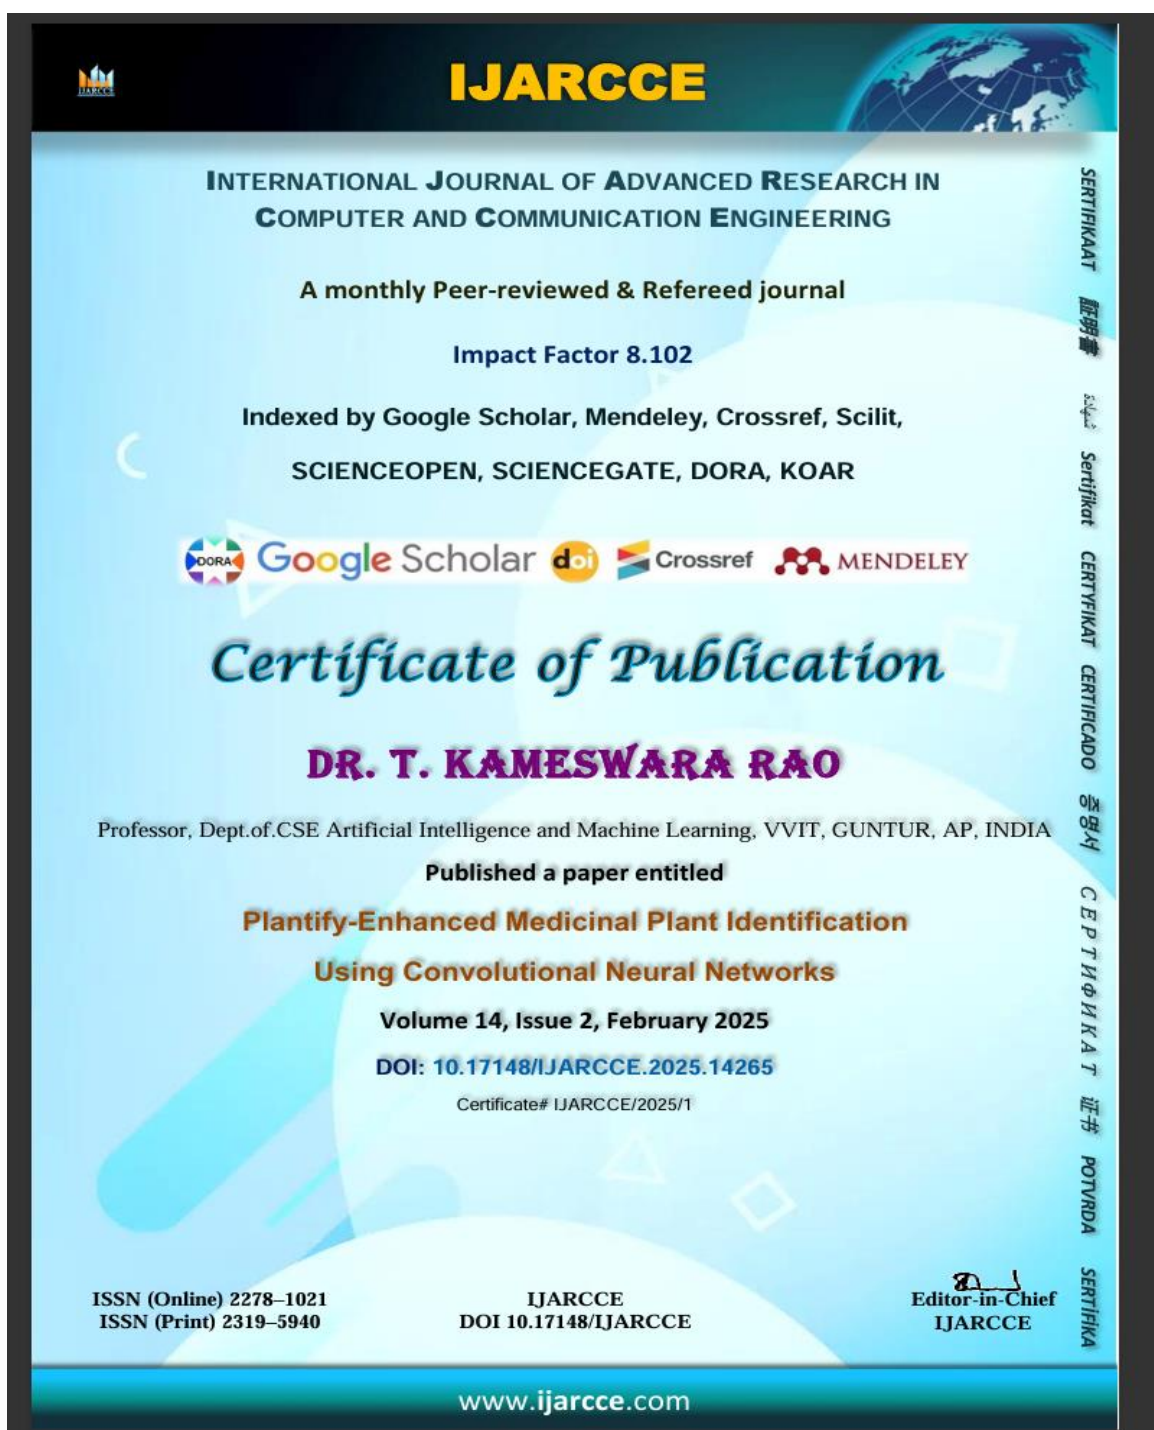 IJARCCE
IJARCCE
INTERNATIONAL JOURNAL OF ADVANCED RESEARCH IN
COMPUTER AND COMMUNICATION ENGINEERING
A monthly Peer-reviewed & Refereed journal
Impact Factor 8.102
Indexed by Google Scholar, Mendeley, Crossref, Scilit,
SCIENCEOPEN, SCIENCEGATE, DORA, KOAR
DORA Google Scholar doi Crossref MENDELEY
Certificate of Publication
DR. T. KAMESWARA RAO
Professor, Dept.of.CSE Artificial Intelligence and Machine Learning, VVIT, GUNTUR, AP, INDIA
Published a paper entitled
Plantify-Enhanced Medicinal Plant Identification
Using Convolutional Neural Networks
Volume 14, Issue 2, February 2025
DOI: 10.17148/IJARCCE.2025.14265
Certificate# IJARCCE/2025/1
ISSN (Online) 2278–1021
ISSN (Print) 2319–5940
IJARCCE
DOI 10.17148/IJARCCE
Editor-in-Chief
IJARCCE
www.ijarcce.com
SERTIFIKAAT 証明書 شهادة Sertifikat CERTYFIKAT CERTIFICADO 증명서 СЕРТИФИКАТ 证书 POTVRDA SERTİFİKA